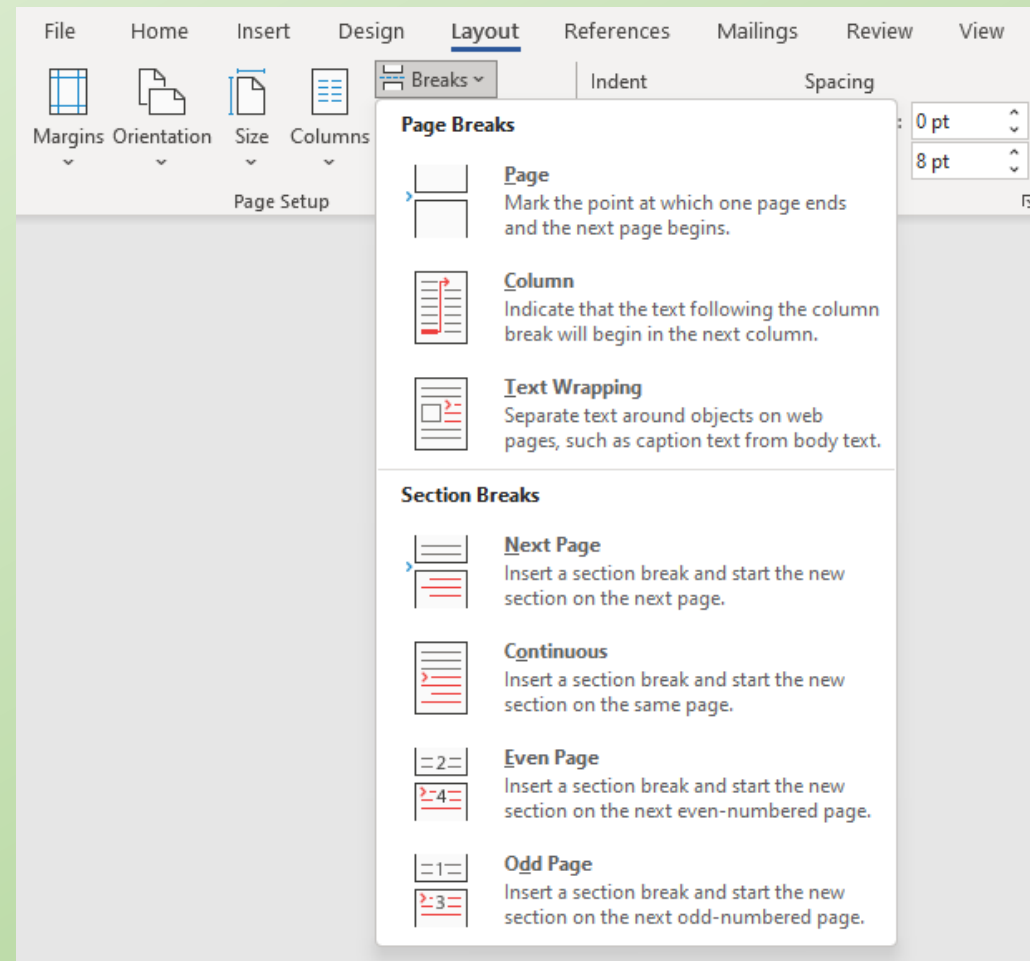 File Home Insert Design Layout References Mailings Review View
Breaks
Indent Spacing
Margins Orientation Size Columns
: 0 pt
8 pt
Page Setup
Page Breaks
Page
Mark the point at which one page ends
and the next page begins.
Column
Indicate that the text following the column
break will begin in the next column.
Text Wrapping
Separate text around objects on web
pages, such as caption text from body text.
Section Breaks
Next Page
Insert a section break and start the new
section on the next page.
Continuous
Insert a section break and start the new
section on the same page.
2
4
Even Page
Insert a section break and start the new
section on the next even-numbered page.
1
3
Odd Page
Insert a section break and start the new
section on the next odd-numbered page.